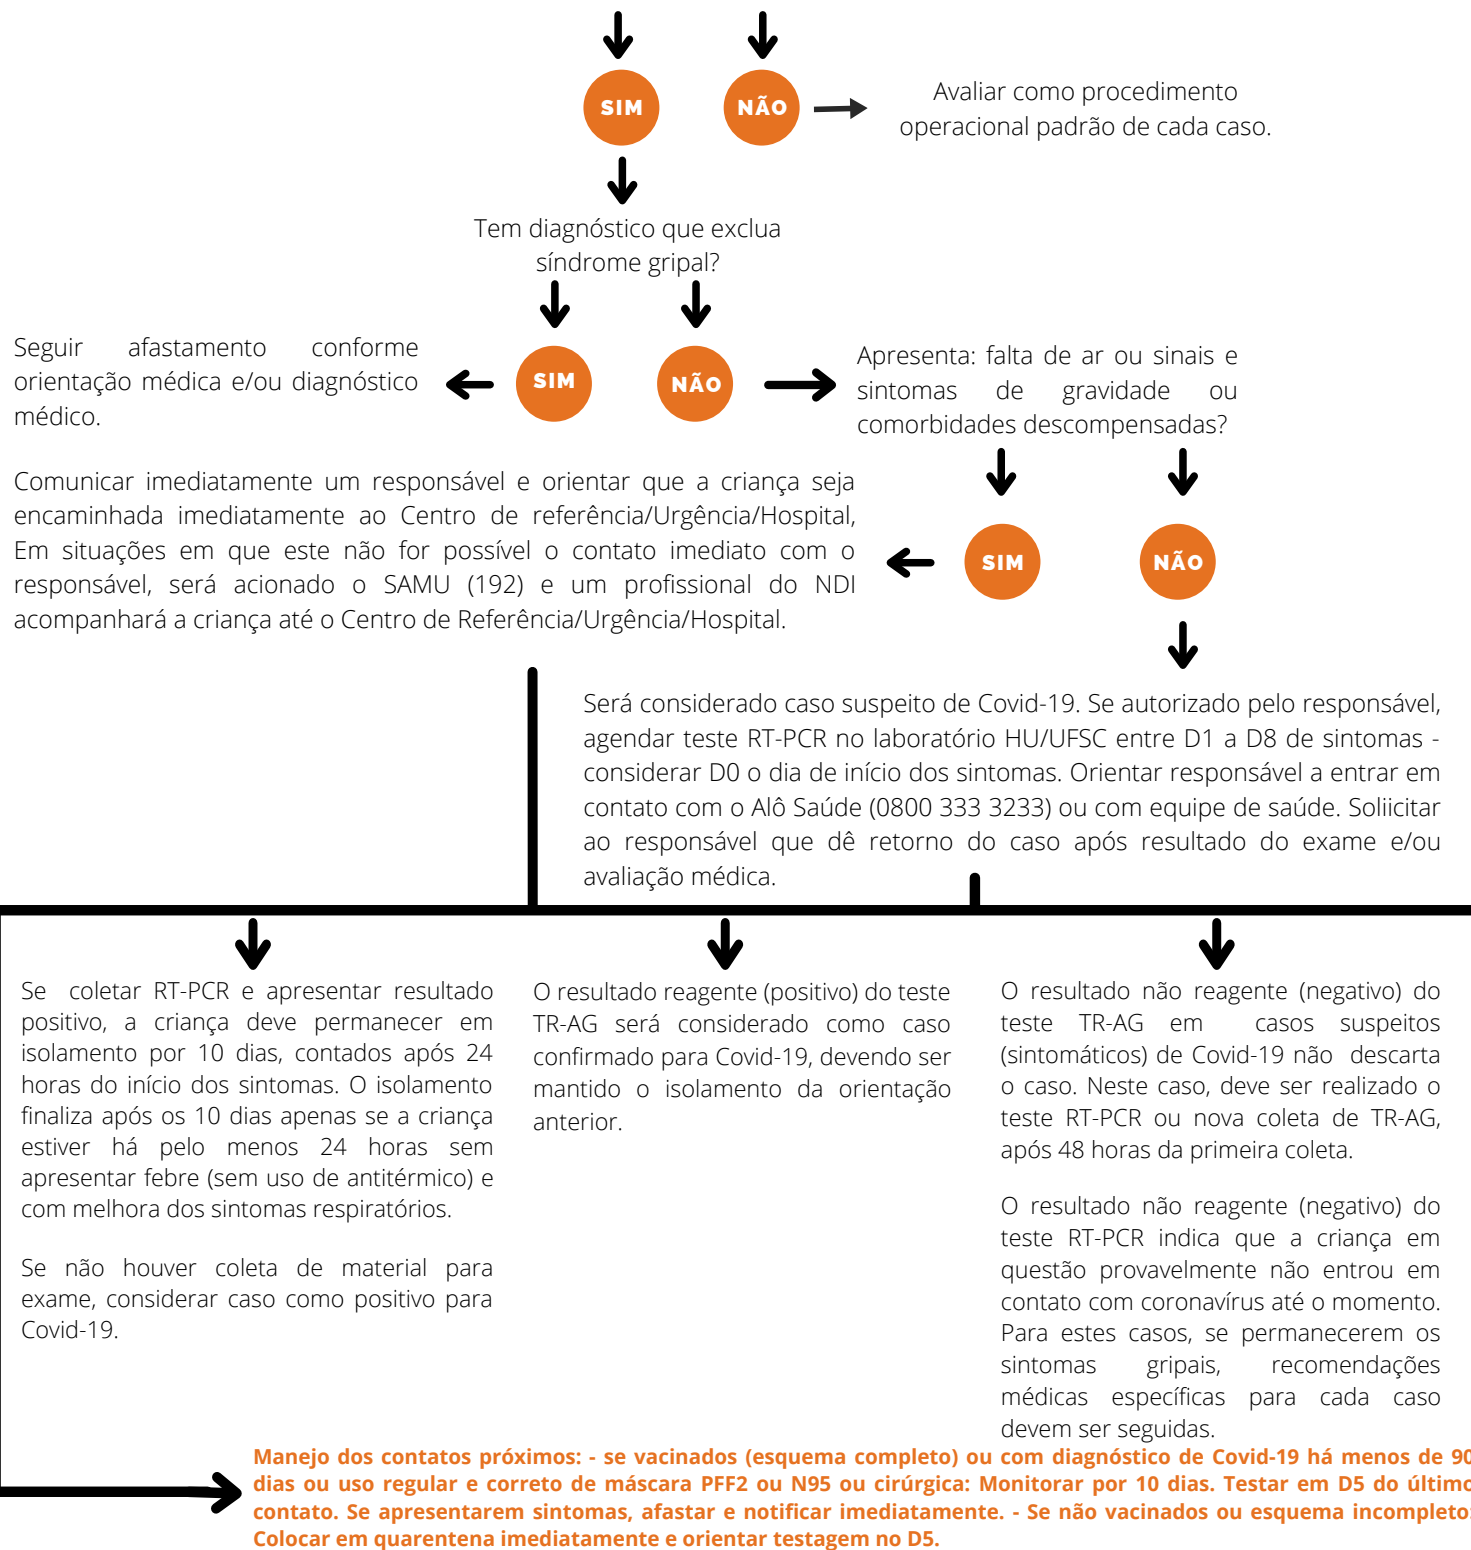 SIM
NÃO
Avaliar como procedimento
operacional padrão de cada caso.
Tem diagnóstico que exclua
síndrome gripal?
Seguir afastamento conforme
orientação médica e/ou diagnóstico
médico.
SIM
NÃO
Apresenta: falta de ar ou sinais e
sintomas de gravidade ou
comorbidades descompensadas?
Comunicar imediatamente um responsável e orientar que a criança seja
encaminhada imediatamente ao Centro de referência/Urgência/Hospital,
Em situações em que este não for possível o contato imediato com o
responsável, será acionado o SAMU (192) e um profissional do NDI
acompanhará a criança até o Centro de Referência/Urgência/Hospital.
SIM
NÃO
Será considerado caso suspeito de Covid-19. Se autorizado pelo responsável,
agendar teste RT-PCR no laboratório HU/UFSC entre D1 a D8 de sintomas -
considerar D0 o dia de início dos sintomas. Orientar responsável a entrar em
contato com o Alô Saúde (0800 333 3233) ou com equipe de saúde. Soliicitar
ao responsável que dê retorno do caso após resultado do exame e/ou
avaliação médica.
Se coletar RT-PCR e apresentar resultado
positivo, a criança deve permanecer em
isolamento por 10 dias, contados após 24
horas do início dos sintomas. O isolamento
finaliza após os 10 dias apenas se a criança
estiver há pelo menos 24 horas sem
apresentar febre (sem uso de antitérmico) e
com melhora dos sintomas respiratórios.
Se não houver coleta de material para
exame, considerar caso como positivo para
Covid-19.
O resultado reagente (positivo) do teste
TR-AG será considerado como caso
confirmado para Covid-19, devendo ser
mantido o isolamento da orientação
anterior.
O resultado não reagente (negativo) do
teste TR-AG em casos suspeitos
(sintomáticos) de Covid-19 não descarta
o caso. Neste caso, deve ser realizado o
teste RT-PCR ou nova coleta de TR-AG,
após 48 horas da primeira coleta.
O resultado não reagente (negativo) do
teste RT-PCR indica que a criança em
questão provavelmente não entrou em
contato com coronavírus até o momento.
Para estes casos, se permanecerem os
sintomas gripais, recomendações
médicas específicas para cada caso
devem ser seguidas.
Manejo dos contatos próximos: - se vacinados (esquema completo) ou com diagnóstico de Covid-19 há menos de 90
dias ou uso regular e correto de máscara PFF2 ou N95 ou cirúrgica: Monitorar por 10 dias. Testar em D5 do último
contato. Se apresentarem sintomas, afastar e notificar imediatamente. - Se não vacinados ou esquema incompleto:
Colocar em quarentena imediatamente e orientar testagem no D5.